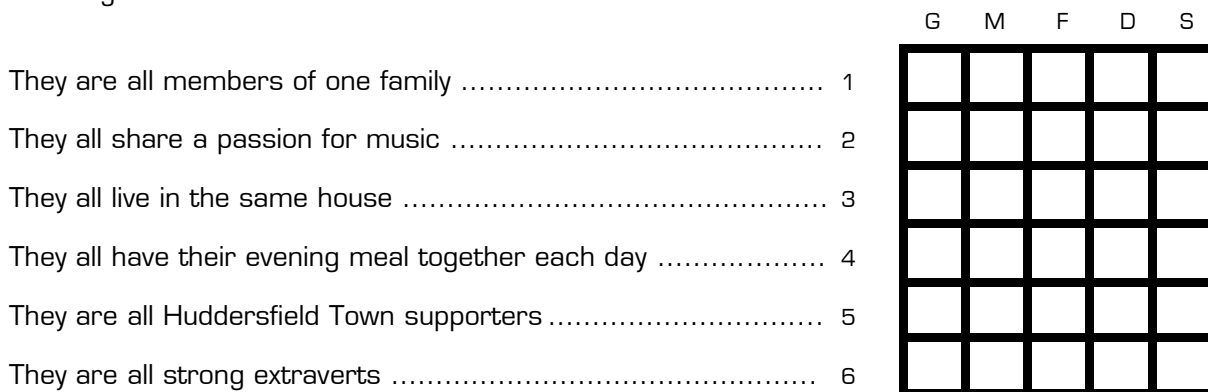 G M F D S
They are all members of one family ......................................... 1
They all share a passion for music .......................................... 2
They all live in the same house ................................................ 3
They all have their evening meal together each day ................... 4
They are all Huddersfield Town supporters ............................... 5
They are all strong extraverts ................................................ 6